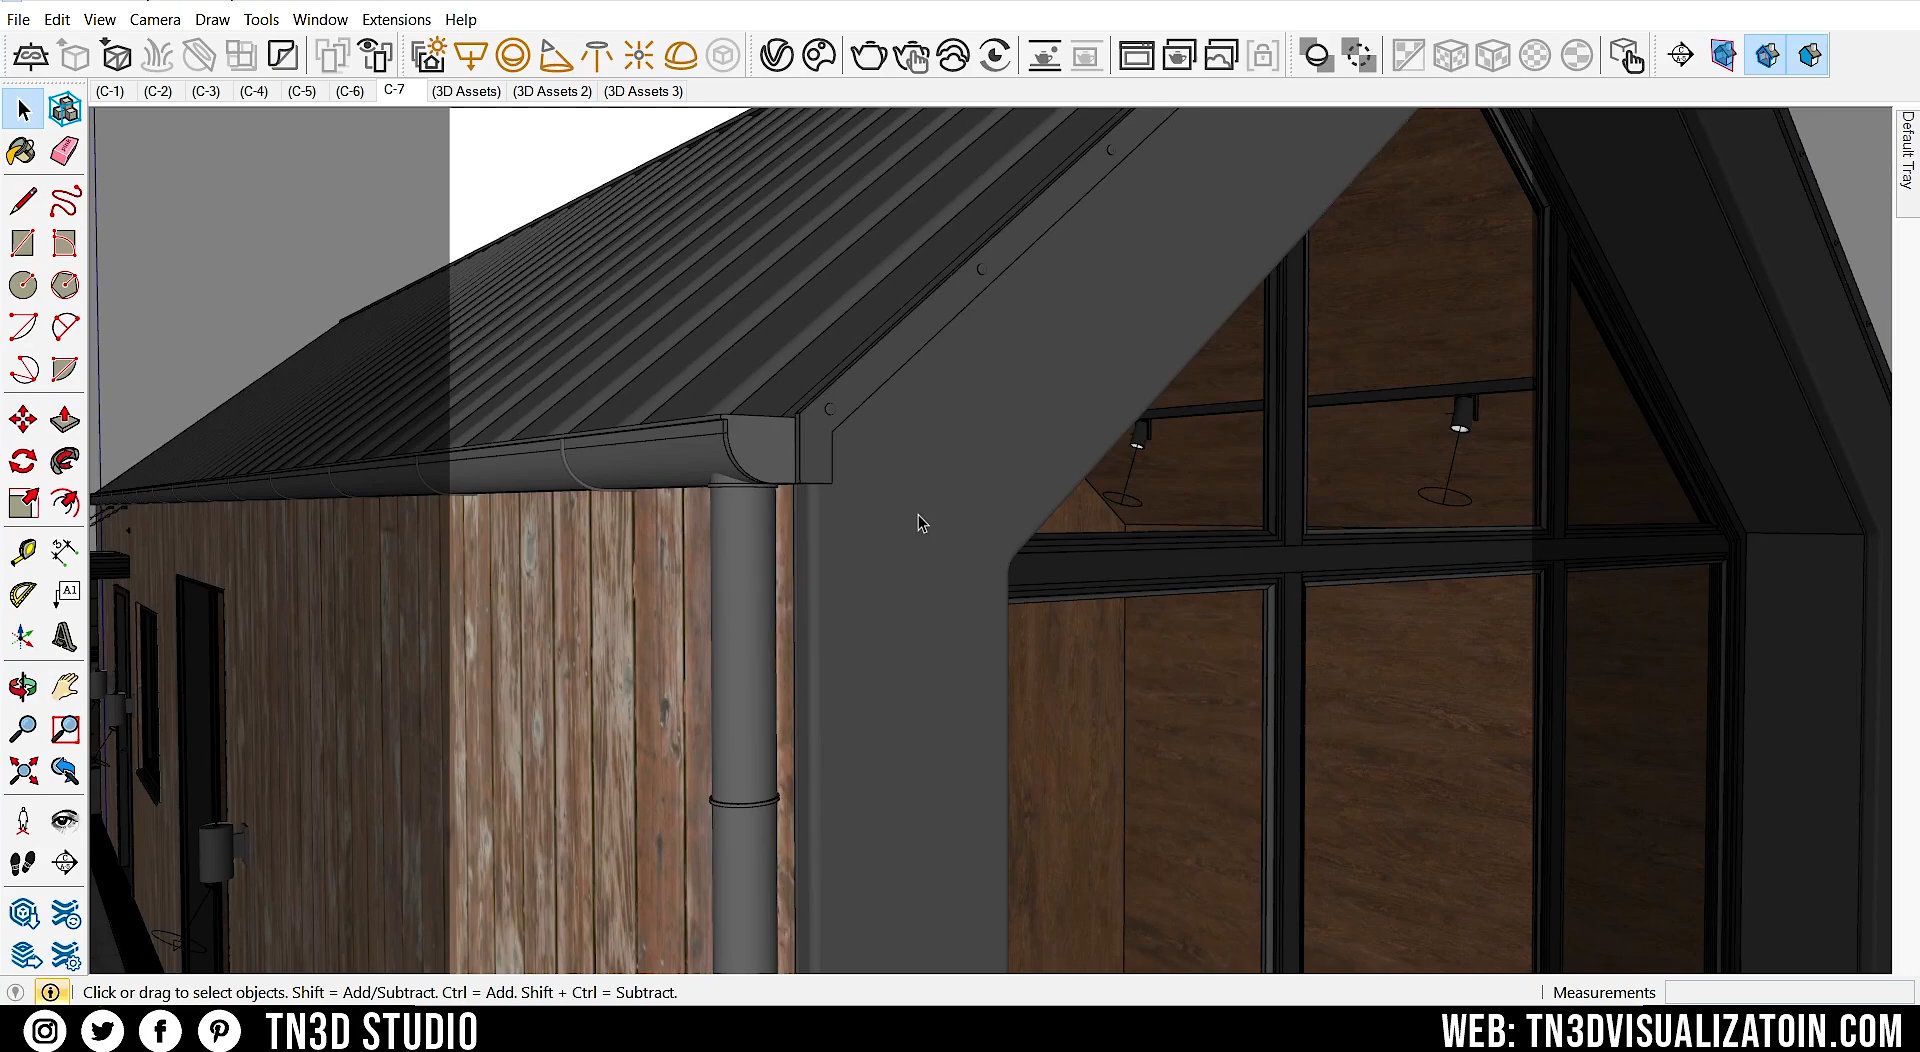 File Edit View Camera Draw Tools Window Extensions Help
(C-1) (C-2) (C-3) (C-4) (C-5) (C-6) C-7 (3D Assets) (3D Assets 2) (3D Assets 3)
Default Tray
A1
Click or drag to select objects. Shift = Add/Subtract. Ctrl = Add. Shift + Ctrl = Subtract.
Measurements
TN3D STUDIO
WEB: TN3DVISUALIZATOIN.COM